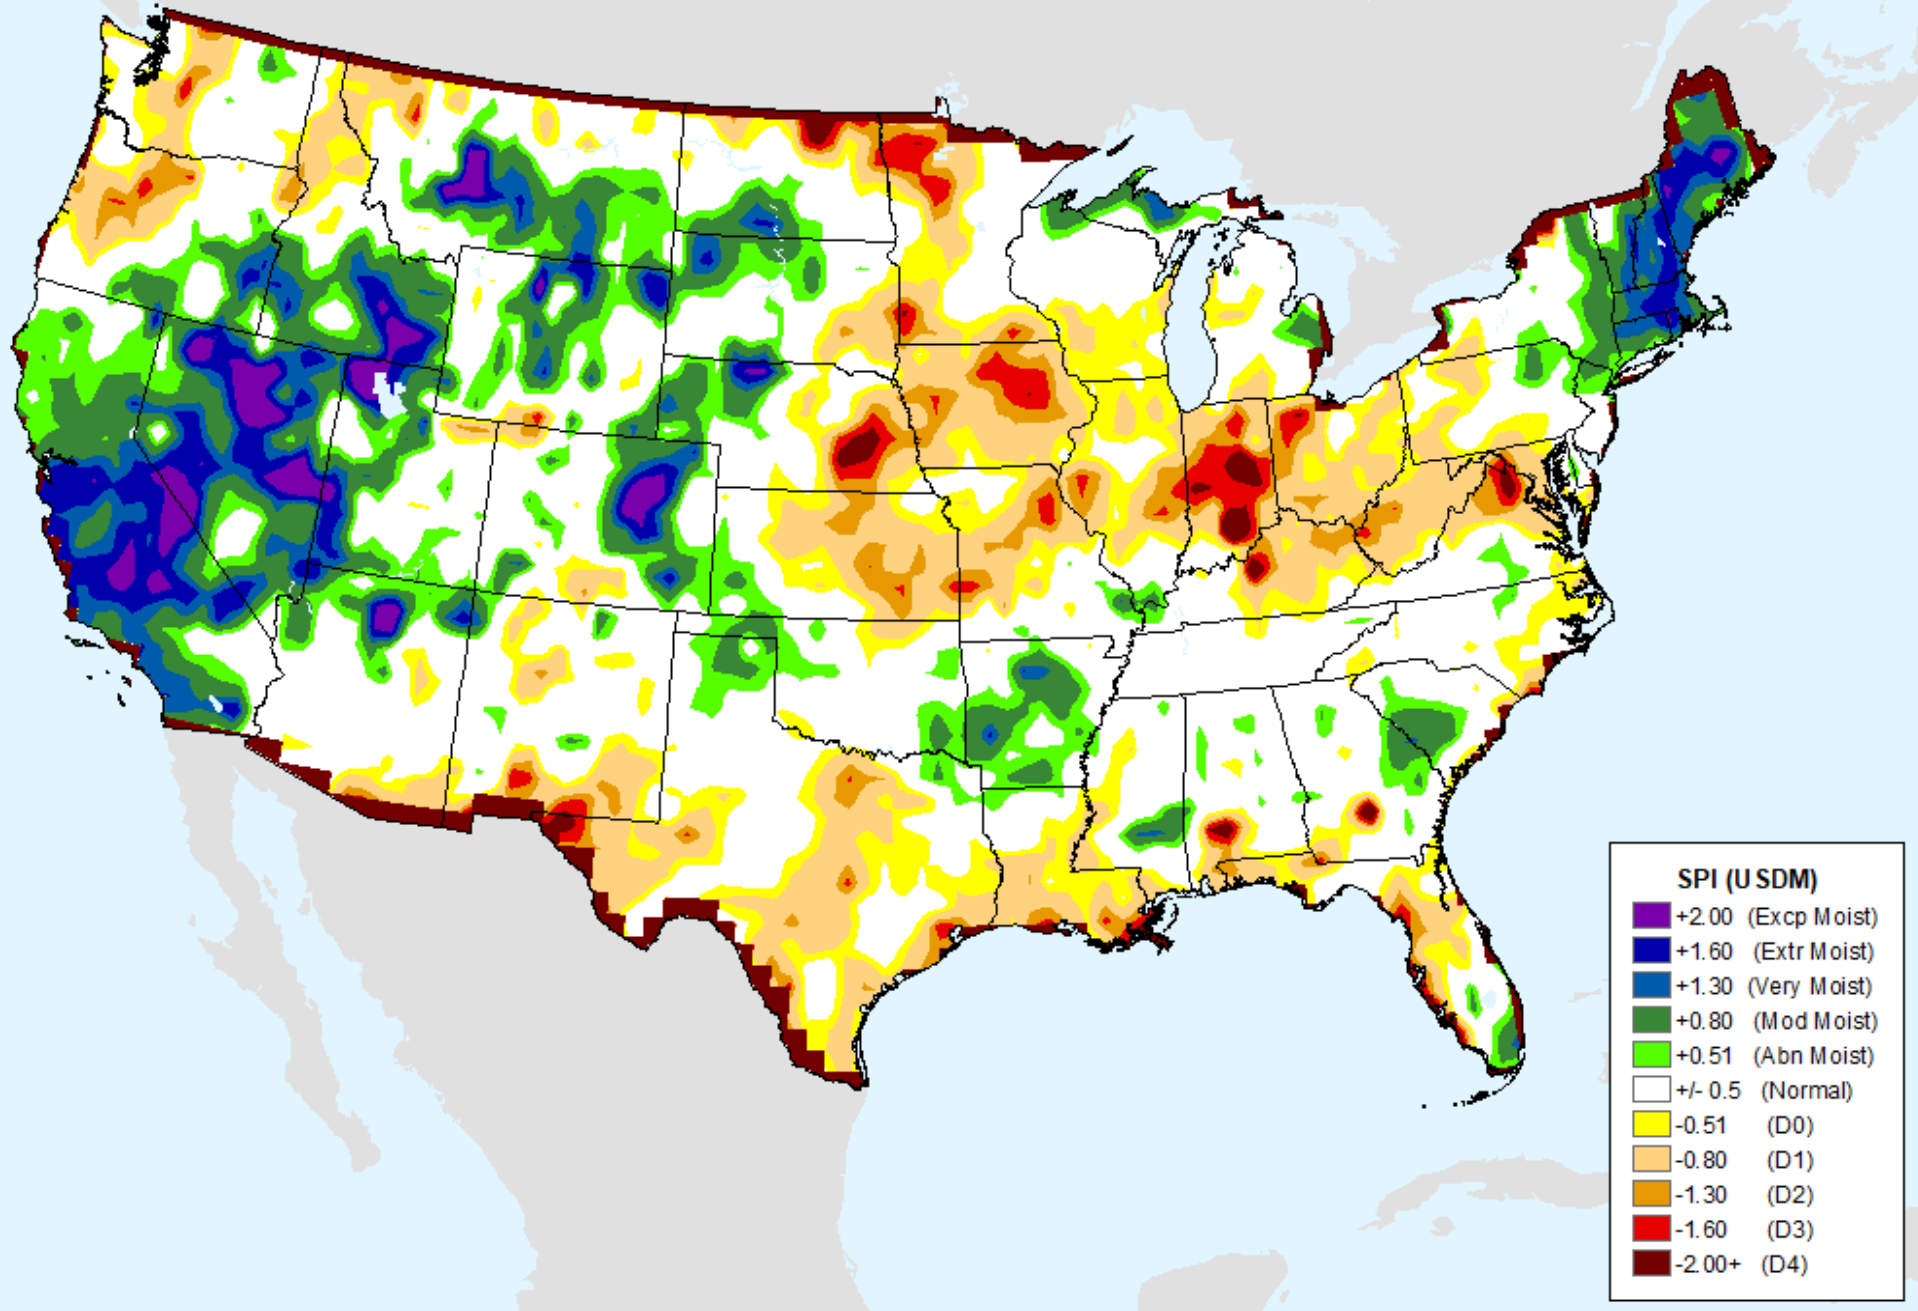 SPI (USDM)
+2.00 (Excp Moist)
+1.60 (Extr Moist)
+1.30 (Very Moist)
+0.80 (Mod Moist)
+0.51 (Abn Moist)
+/- 0.5 (Normal)
-0.51 (D0)
-0.80 (D1)
-1.30 (D2)
-1.60 (D3)
-2.00+ (D4)